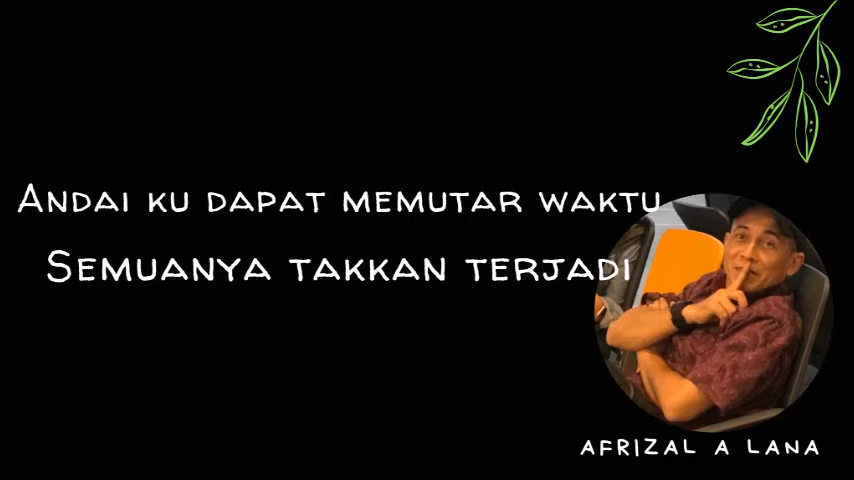 Andai ku dapat memutar waktu
Semuanya takkan terjadi
AFRIZAL A LANA